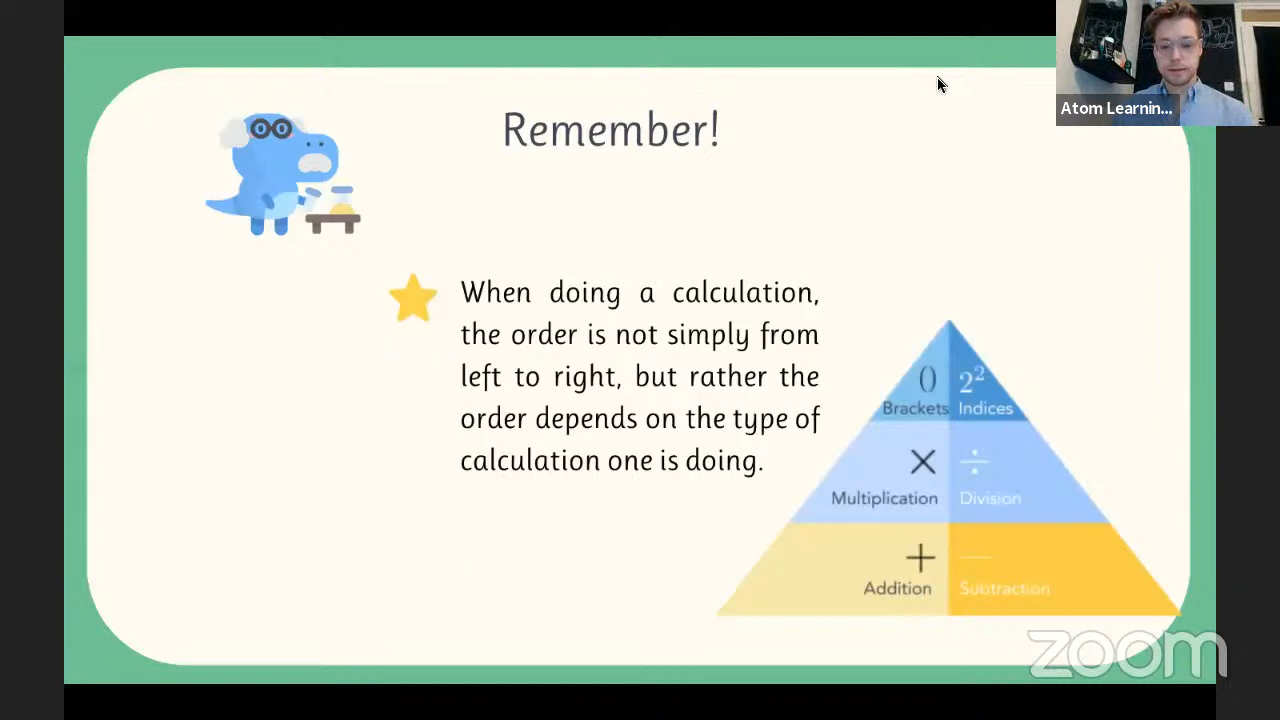 Atom Learnin...
Remember!
When doing a calculation,
the order is not simply from
left to right, but rather the
order depends on the type of
calculation one is doing.
() 2²
Brackets Indices
× ÷
Multiplication Division
+ −
Addition Subtraction
zoom